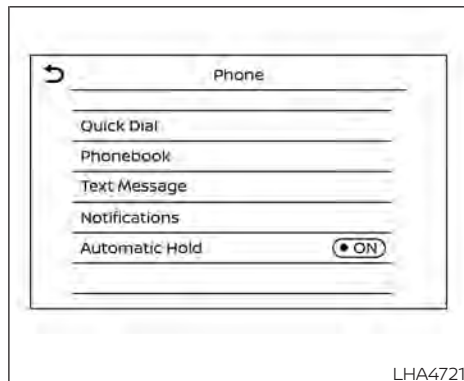 Phone
Quick Dial
Phonebook
Text Message
Notifications
Automatic Hold ON
LHA4721